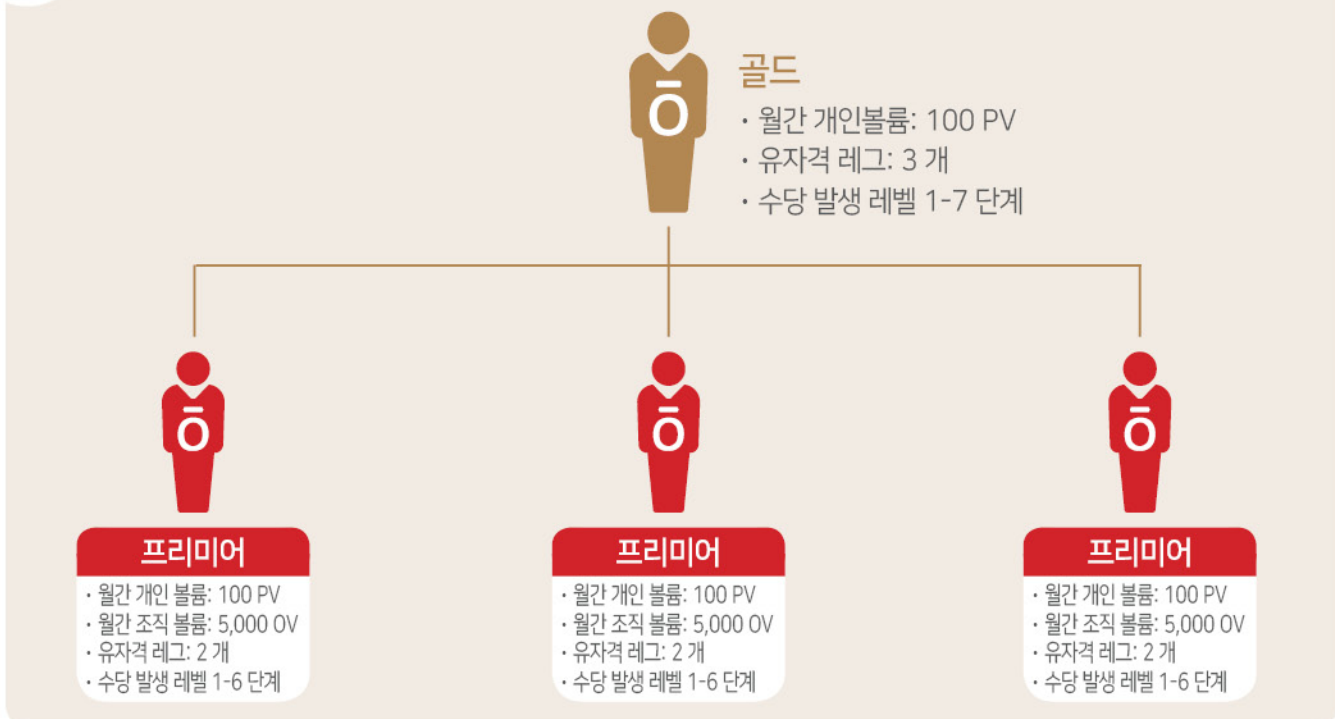 골드
· 월간 개인볼륨: 100 PV
· 유자격 레그: 3 개
· 수당 발생 레벨 1-7 단계
Ō
Ō
Ō
Ō
프리미어
· 월간 개인 볼륨: 100 PV
· 월간 조직 볼륨: 5,000 OV
· 유자격 레그: 2 개
· 수당 발생 레벨 1-6 단계
프리미어
· 월간 개인 볼륨: 100 PV
· 월간 조직 볼륨: 5,000 OV
· 유자격 레그: 2 개
· 수당 발생 레벨 1-6 단계
프리미어
· 월간 개인 볼륨: 100 PV
· 월간 조직 볼륨: 5,000 OV
· 유자격 레그: 2 개
· 수당 발생 레벨 1-6 단계